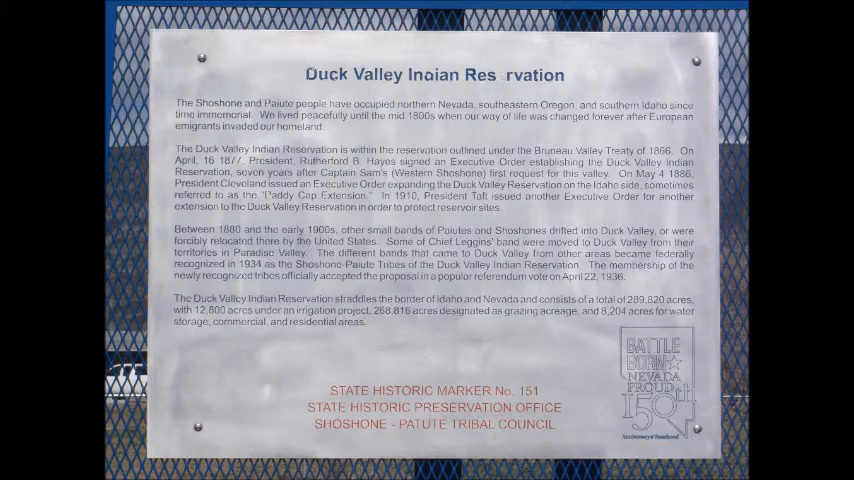 Duck Valley Indian Res rvation
The Shoshone and Paiute people have occupied northern Nevada, southeastern Oregon, and southern Idaho since
time immemorial. We lived peacefully until the mid 1800s when our way of life was changed forever after European
emigrants invaded our homeland.
The Duck Valley Indian Reservation is within the reservation outlined under the Bruneau Valley Treaty of 1866. On
April, 16 1877, President, Rutherford B. Hayes signed an Executive Order establishing the Duck Valley Indian
Reservation, seven years after Captain Sam's (Western Shoshone) first request for this valley. On May 4 1886,
President Cleveland issued an Executive Order expanding the Duck Valley Reservation on the Idaho side, sometimes
referred to as the "Paddy Cap Extension." In 1910, President Taft issued another Executive Order for another
extension to the Duck Valley Reservation in order to protect reservoir sites.
Between 1880 and the early 1900s, other small bands of Paiutes and Shoshones drifted into Duck Valley, or were
forcibly relocated there by the United States. Some of Chief Leggins' band were moved to Duck Valley from their
territories in Paradise Valley. The different bands that came to Duck Valley from other areas became federally
recognized in 1934 as the Shoshone-Paiute Tribes of the Duck Valley Indian Reservation. The membership of the
newly recognized tribes officially accepted the proposal in a popular referendum vote on April 22, 1936.
The Duck Valley Indian Reservation straddles the border of Idaho and Nevada and consists of a total of 289,820 acres,
with 12,800 acres under an irrigation project, 268,816 acres designated as grazing acreage, and 8,204 acres for water
storage, commercial, and residential areas.
BATTLE
BORN
NEVADA
PROUD
150th
Anniversary of Statehood
STATE HISTORIC MARKER No. 151
STATE HISTORIC PRESERVATION OFFICE
SHOSHONE - PATUTE TRIBAL COUNCIL